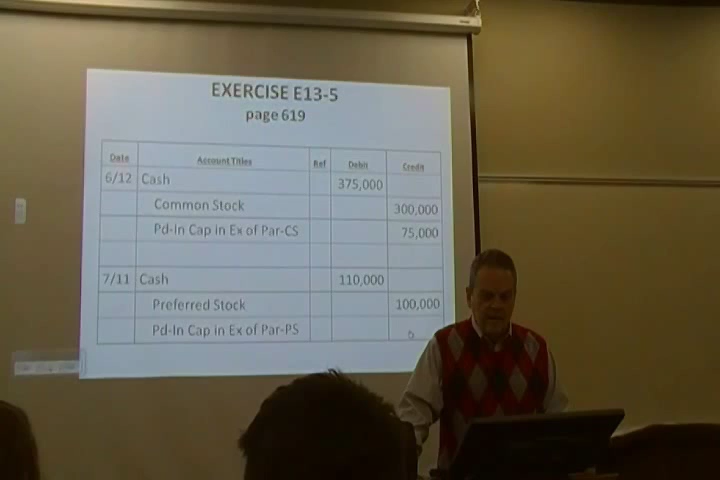 EXERCISE E13-5
page 619
Date Account Titles Ref Debit Credit
6/12 Cash 375,000
Common Stock 300,000
Pd-In Cap in Ex of Par-CS 75,000
7/11 Cash 110,000
Preferred Stock 100,000
Pd-In Cap in Ex of Par-PS